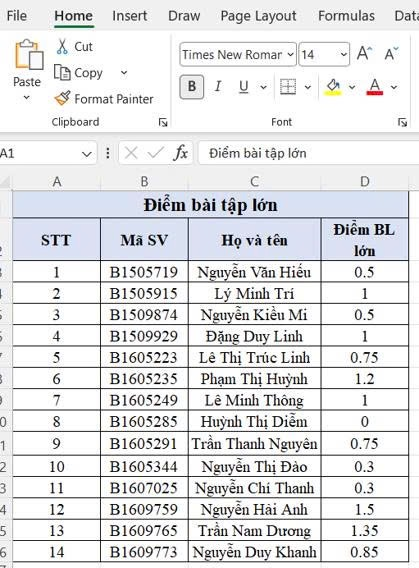 File Home Insert Draw Page Layout Formulas Data
Paste
Cut
Copy
Format Painter
Clipboard
Times New Roman 14 A A
B I U A
Font
A1 fx Điểm bài tập lớn
A B C D
Điểm bài tập lớn
STT Mã SV Họ và tên Điểm BL
lớn
1 B1505719 Nguyễn Văn Hiếu 0.5
2 B1505915 Lý Minh Trí 1
3 B1509874 Nguyễn Kiều Mi 0.5
4 B1509929 Đặng Duy Linh 1
5 B1605223 Lê Thị Trúc Linh 0.75
6 B1605235 Phạm Thị Huỳnh 1.2
7 B1605249 Lê Minh Thông 1
8 B1605285 Huỳnh Thị Diễm 0
9 B1605291 Trần Thanh Nguyên 0.75
10 B1605344 Nguyễn Thị Đào 0.3
11 B1607025 Nguyễn Chí Thanh 0.3
12 B1609759 Nguyễn Hải Anh 1.5
13 B1609765 Trần Nam Dương 1.35
14 B1609773 Nguyễn Duy Khanh 0.85